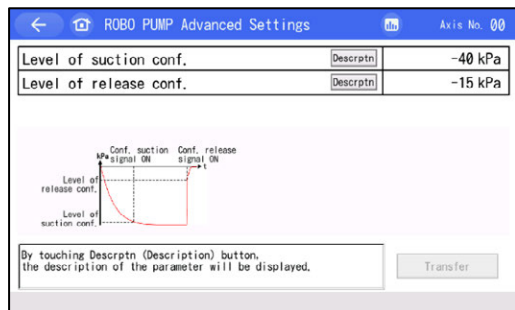 ROBO PUMP Advanced Settings Axis No. 00
Level of suction conf. Descrptn -40 kPa
Level of release conf. Descrptn -15 kPa
Conf. suction Conf. release
kPa signal ON signal ON
t
Level of
release conf.
Level of
suction conf.
By touching Descrptn (Description) button,
the description of the parameter will be displayed.
Transfer